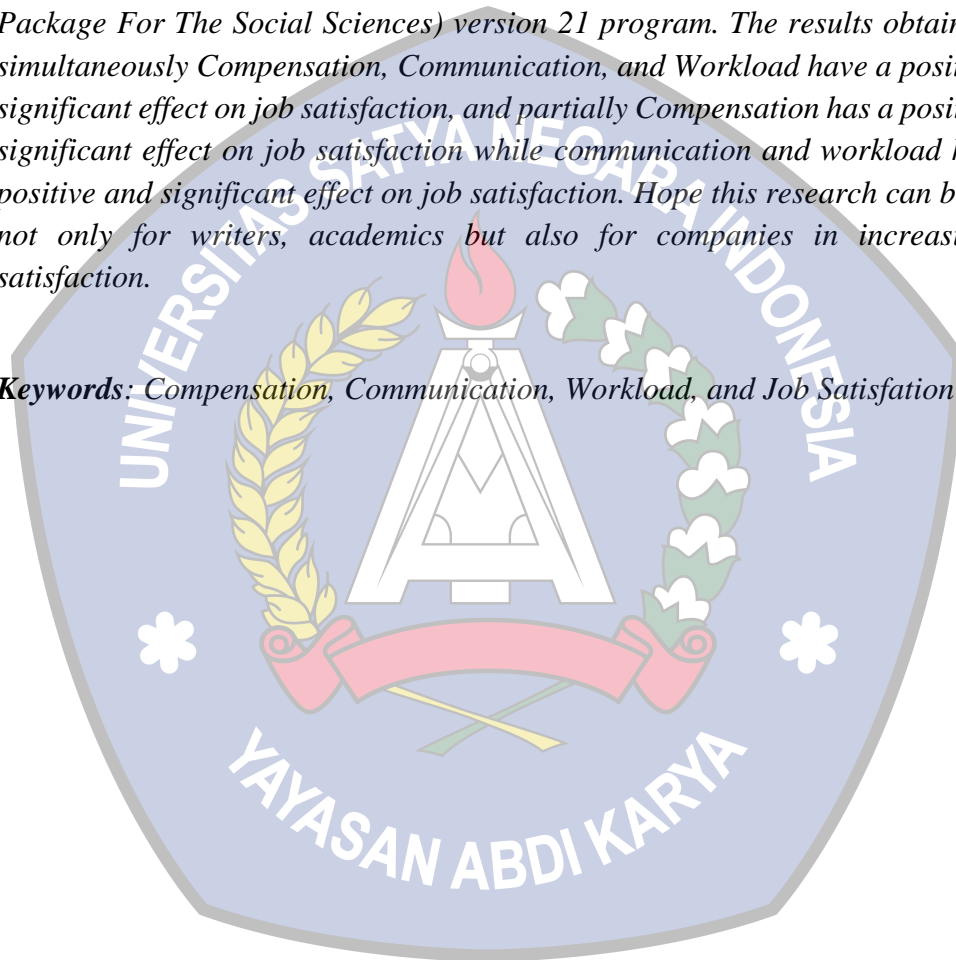 Package For The Social Sciences) version 21 program. The results obtain
simultaneously Compensation, Communication, and Workload have a posit
significant effect on job satisfaction, and partially Compensation has a posit
significant effect on job satisfaction while communication and workload h
positive and significant effect on job satisfaction. Hope this research can b
not only for writers, academics but also for companies in increasi
satisfaction.
Keywords: Compensation, Communication, Workload, and Job Satisfation
UNIVERSITAS SATYA NEGARA INDONESIA
YAYASAN ABDI KARYA